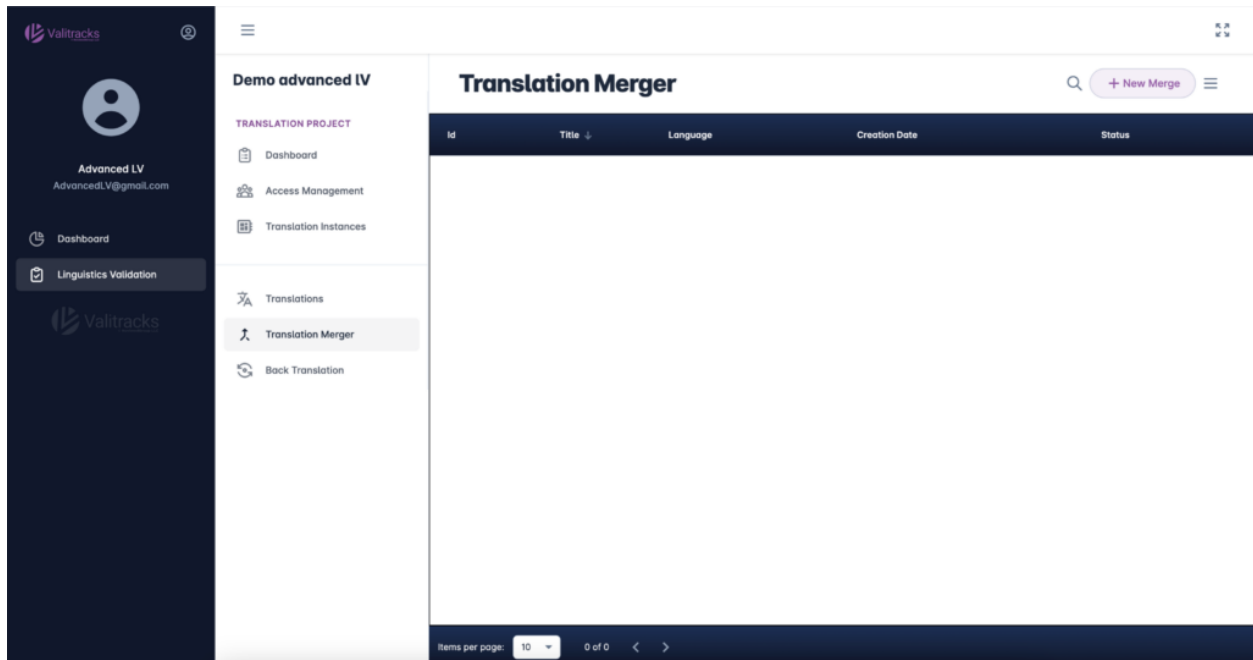 Valitracks
Advanced LV
AdvancedLV@gmail.com
Dashboard
Linguistics Validation
Valitracks
Demo advanced lV
TRANSLATION PROJECT
Dashboard
Access Management
Translation Instances
Translations
Translation Merger
Back Translation
Translation Merger
+ New Merge
Id Title ↓ Language Creation Date Status
Items per page: 10 0 of 0